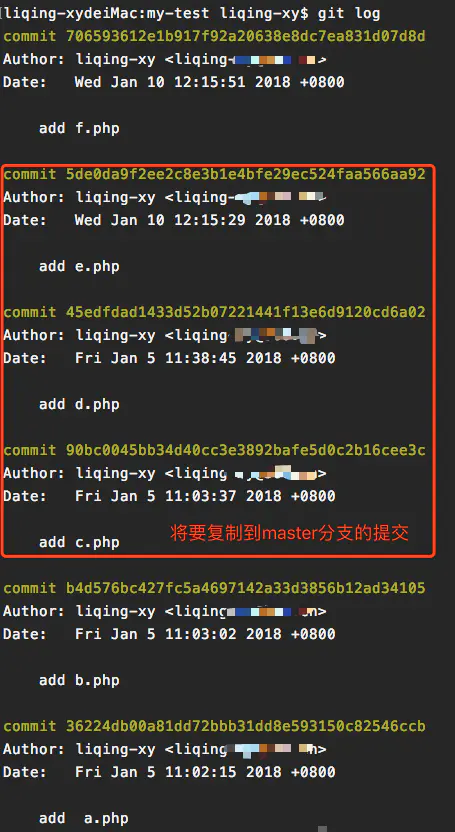 liqing-xydeiMac:my-test liqing-xy$ git log
commit 706593612e1b917f92a20638e8dc7ea831d07d8d
Author: liqing-xy <liqing-
Date:   Wed Jan 10 12:15:51 2018 +0800
add f.php
commit 5de0da9f2ee2c8e3b1e4bfe29ec524faa566aa92
Author: liqing-xy <liqing-
Date:   Wed Jan 10 12:15:29 2018 +0800
add e.php
commit 45edfdad1433d52b07221441f13e6d9120cd6a02
Author: liqing-xy <liqing
Date:   Fri Jan 5 11:38:45 2018 +0800
add d.php
commit 90bc0045bb34d40cc3e3892bafe5d0c2b16cee3c
Author: liqing-xy <liqing
Date:   Fri Jan 5 11:03:37 2018 +0800
将要复制到master分支的提交
add c.php
commit b4d576bc427fc5a4697142a33d3856b12ad34105
Author: liqing-xy <liqing
Date:   Fri Jan 5 11:03:02 2018 +0800
add b.php
commit 36224db00a81dd72bbb31dd8e593150c82546ccb
Author: liqing-xy <liqing
Date:   Fri Jan 5 11:02:15 2018 +0800
add  a.php